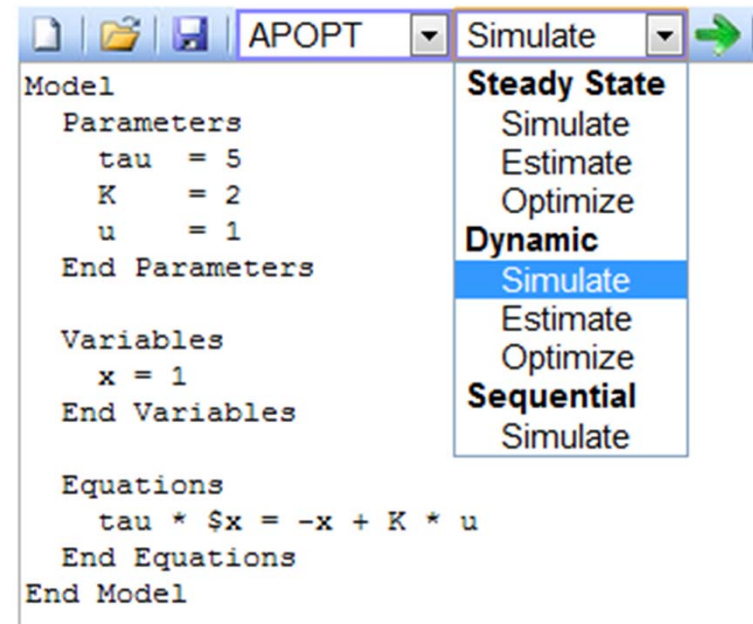 APOPT Simulate
Model
Parameters
tau = 5
K = 2
u = 1
End Parameters
Variables
x = 1
End Variables
Equations
tau * $x = -x + K * u
End Equations
End Model
Steady State
Simulate
Estimate
Optimize
Dynamic
Simulate
Estimate
Optimize
Sequential
Simulate